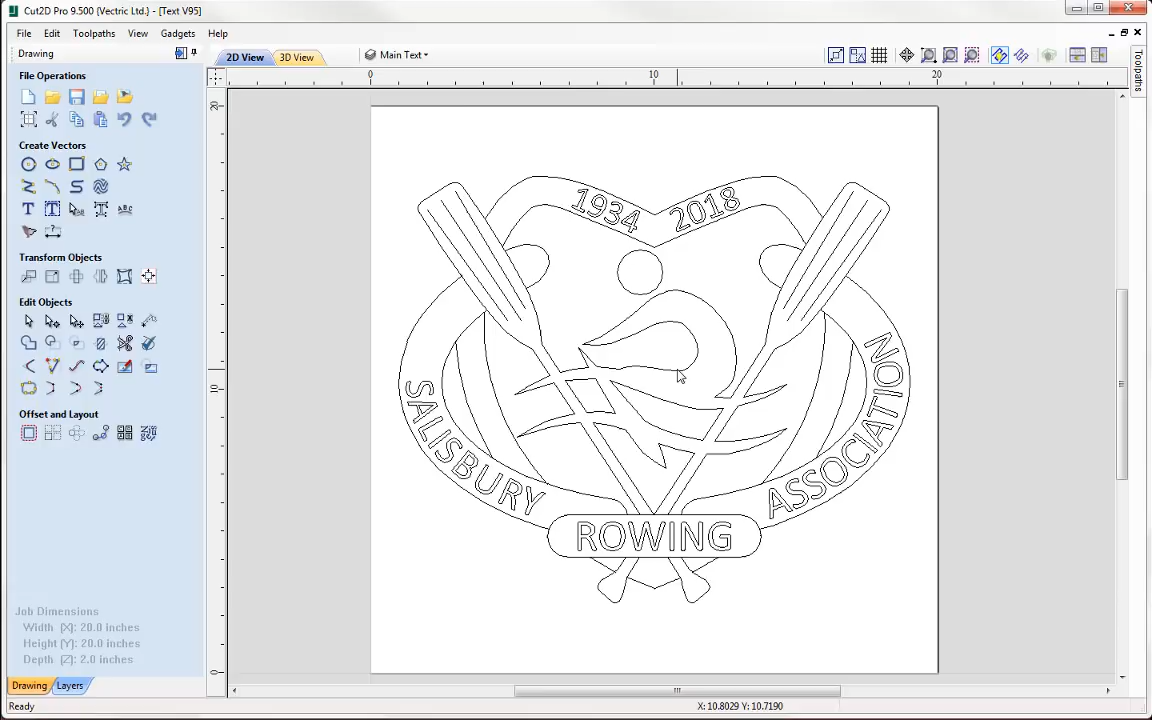 Cut2D Pro 9.500 {Vectric Ltd.} - [Text V95]
File Edit Toolpaths View Gadgets Help
Drawing
2D View 3D View Main Text
File Operations
Create Vectors
Transform Objects
Edit Objects
Offset and Layout
Job Dimensions
Width (X): 20.0 inches
Height (Y): 20.0 inches
Depth (Z): 2.0 inches
Drawing Layers
0 10 20
20
10
0
1934 2018
SALISBURY
ASSOCIATION
ROWING
Toolpaths
Ready
X: 10.8029 Y: 10.7190